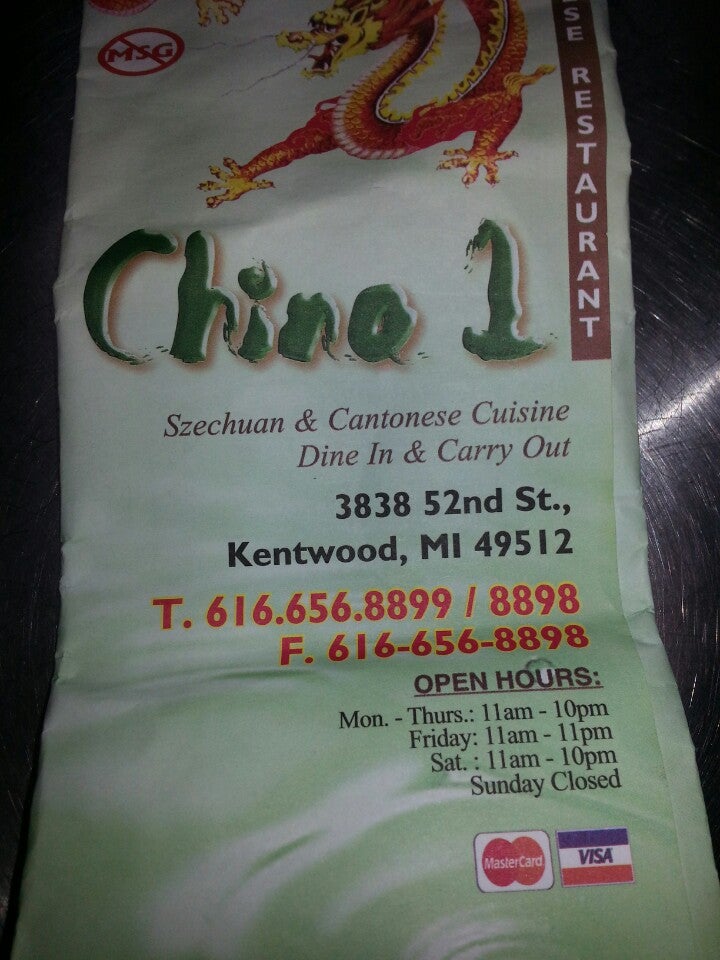 MSG
SE RESTAURANT
China 1
Szechuan & Cantonese Cuisine
Dine In & Carry Out
3838 52nd St.,
Kentwood, MI 49512
T. 616.656.8899 / 8898
F. 616-656-8898
OPEN HOURS:
Mon. - Thurs.: 11am - 10pm
Friday: 11am - 11pm
Sat. : 11am - 10pm
Sunday Closed
MasterCard
VISA